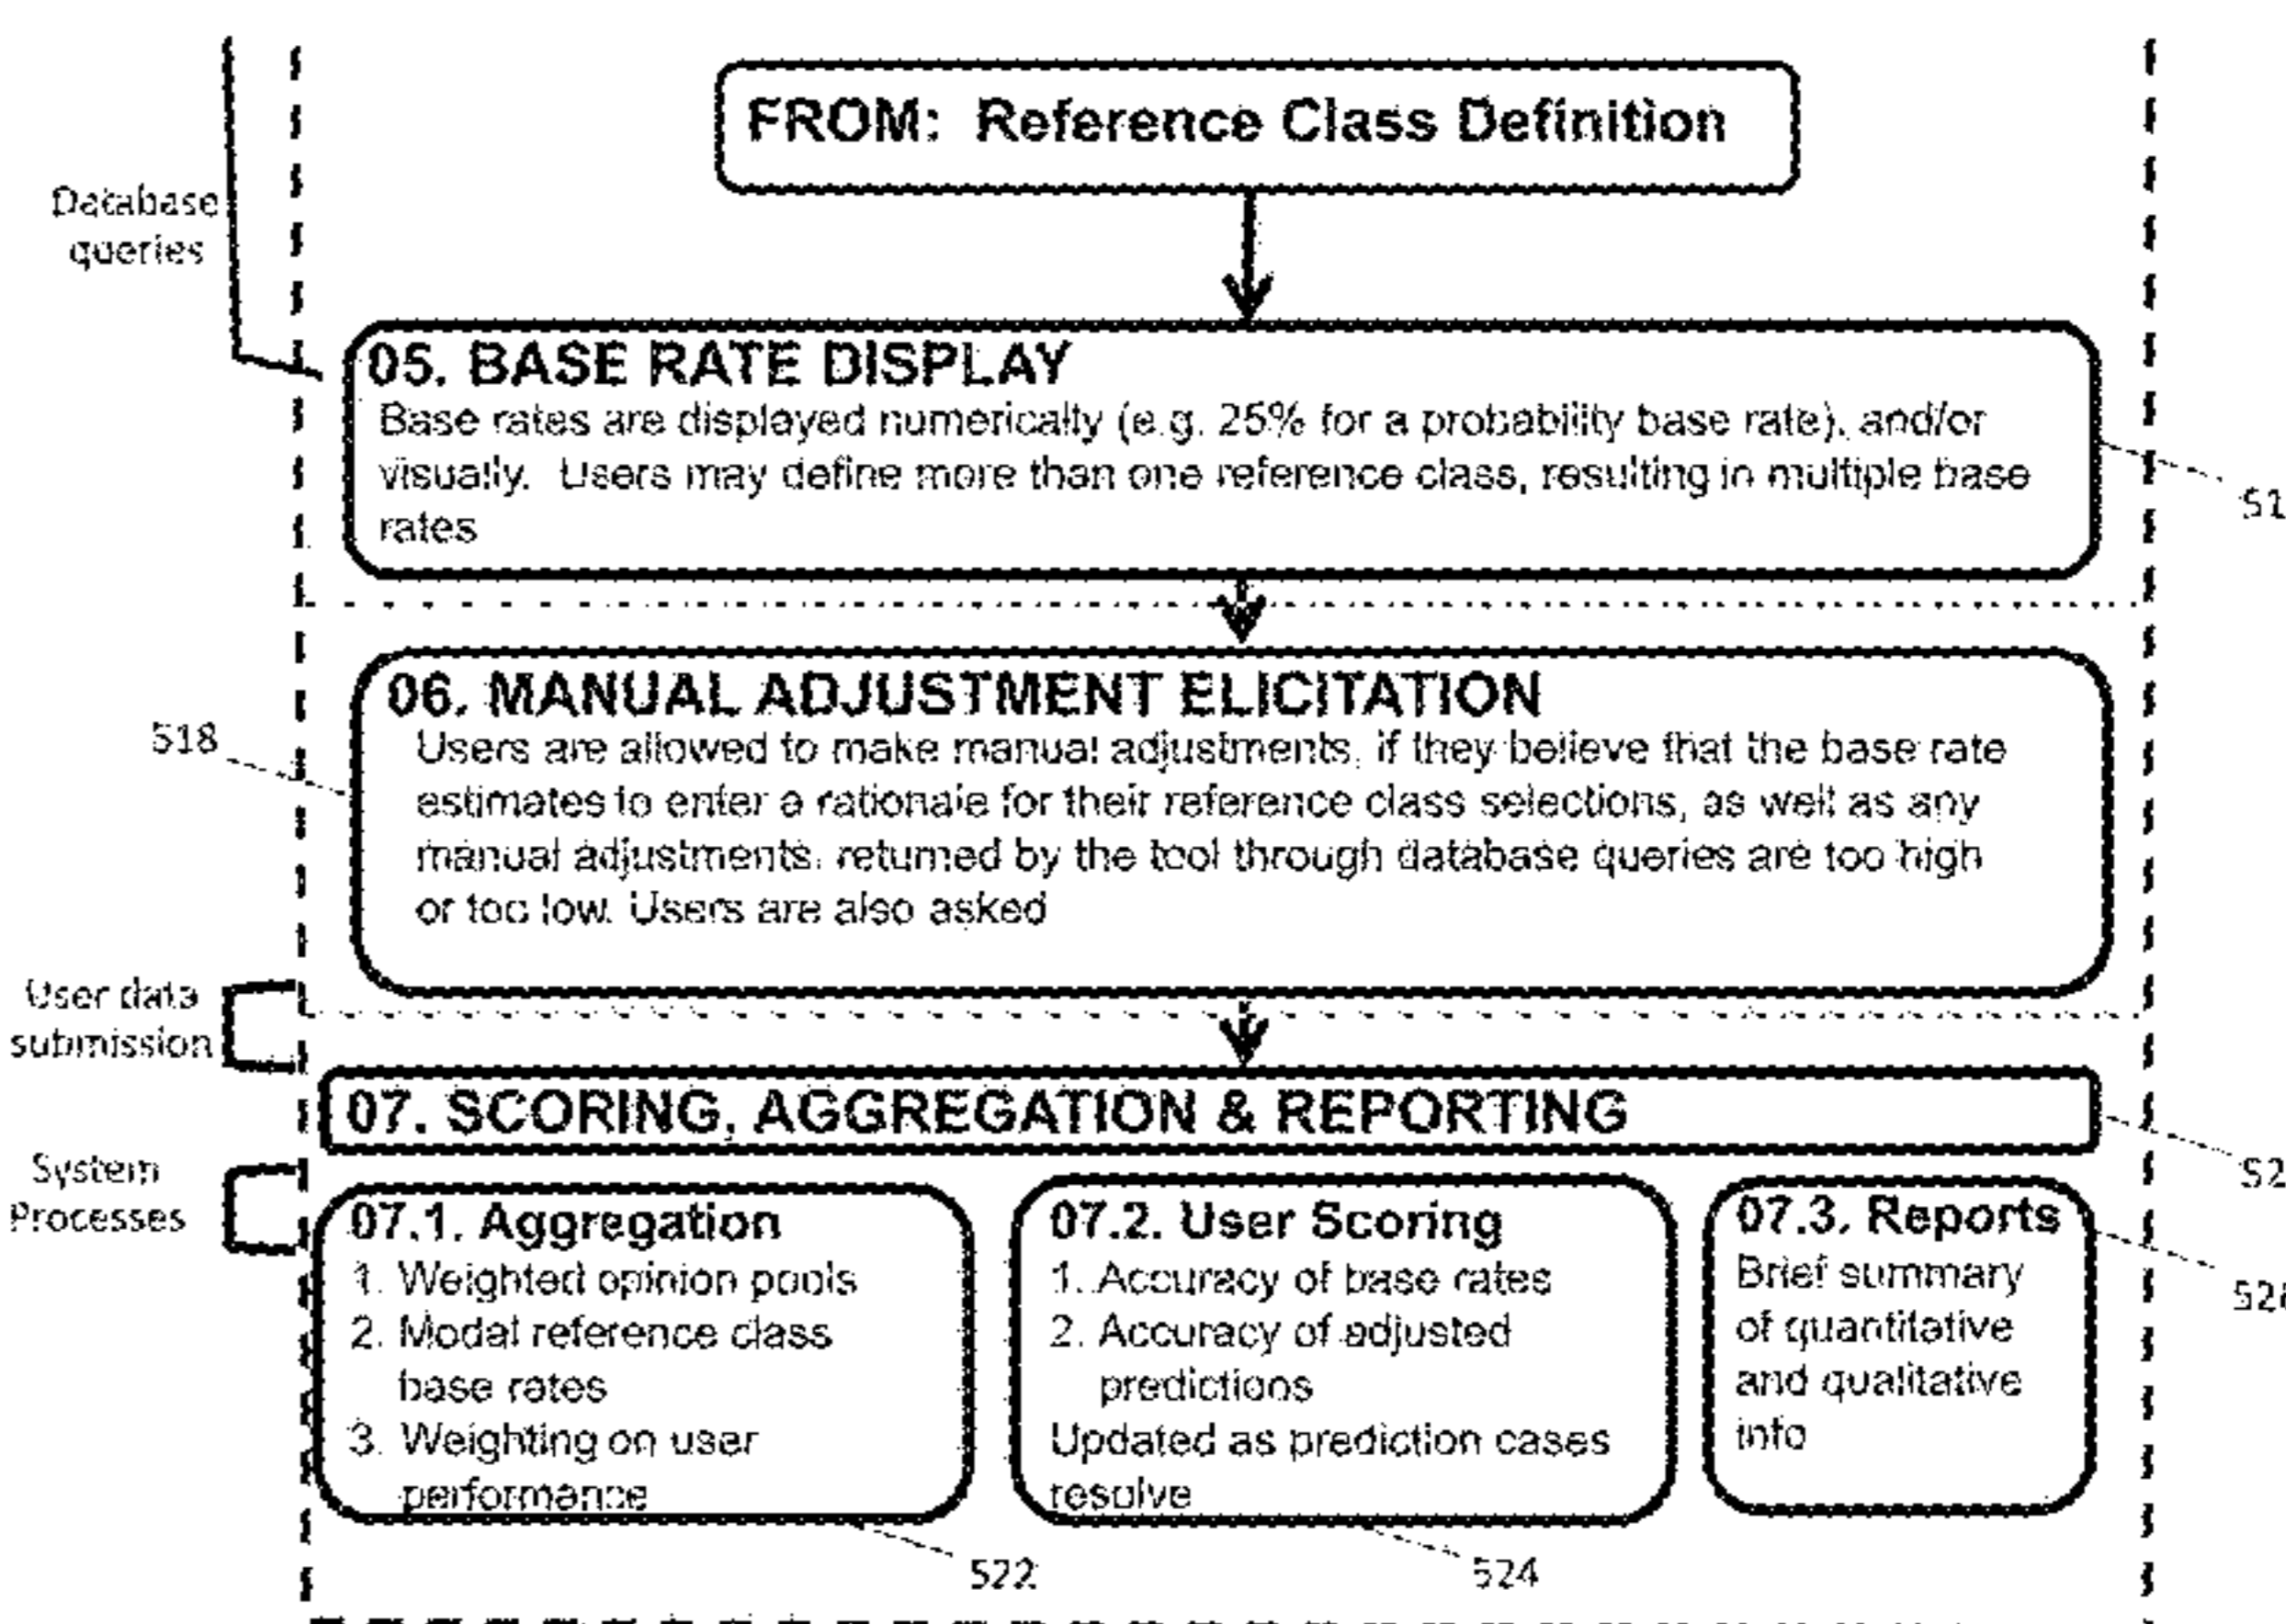 FROM: Reference Class Definition
Database
queries
05. BASE RATE DISPLAY
Base rates are displayed numerically (e.g. 25% for a probability base rate), and/or
visually. Users may define more than one reference class, resulting in multiple base
rates
51
06. MANUAL ADJUSTMENT ELICITATION
Users are allowed to make manual adjustments, if they believe that the base rate
estimates to enter a rationale for their reference class selections, as well as any
manual adjustments, returned by the tool through database queries are too high
or too low. Users are also asked
518
User data
submission
07. SCORING, AGGREGATION & REPORTING
52
System
Processes
07.1. Aggregation
1. Weighted opinion pools
2. Modal reference class
base rates
3. Weighting on user
performance
522
07.2. User Scoring
1. Accuracy of base rates
2. Accuracy of adjusted
predictions
Updated as prediction cases
resolve
524
07.3. Reports
Brief summary
of quantitative
and qualitative
info